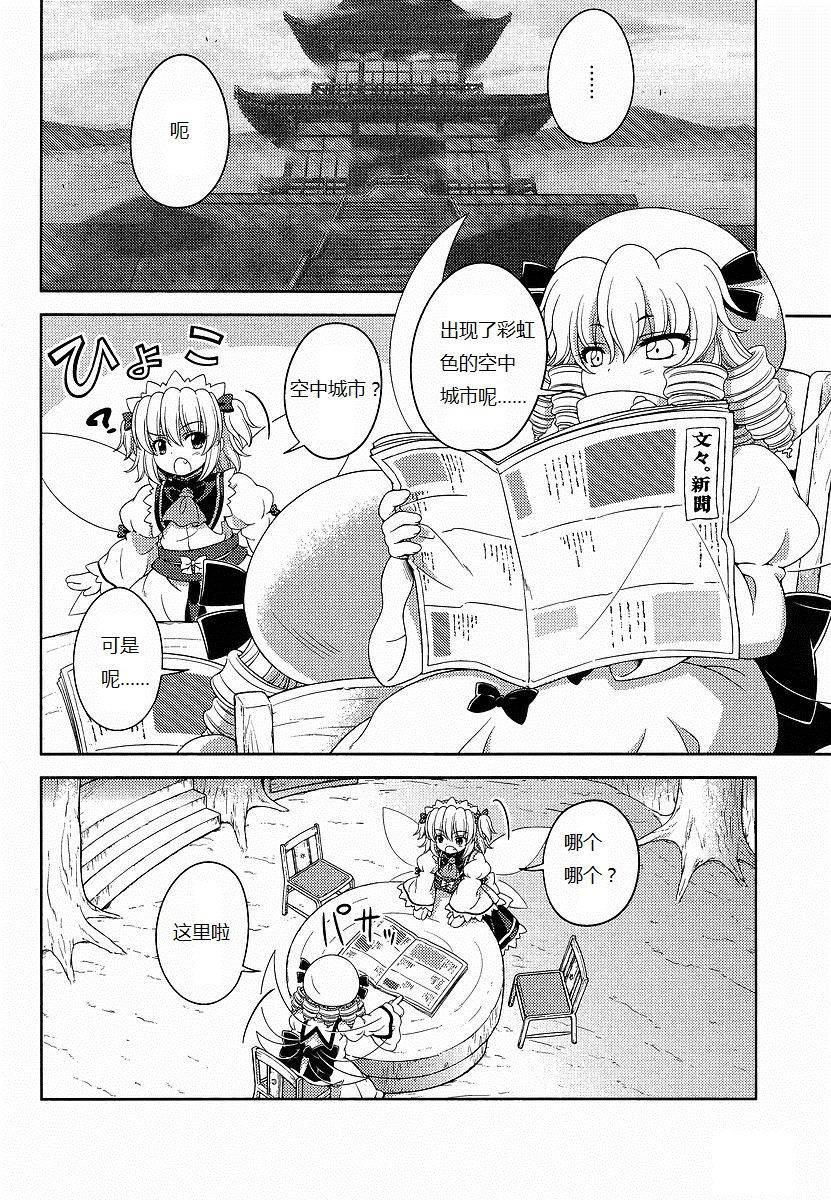 ……
呃
出现了彩虹
色的空中
城市呢……
空中城市？
ひょこ
文々。新聞
可是
呢……
哪个
哪个？
パサッ
这里啦